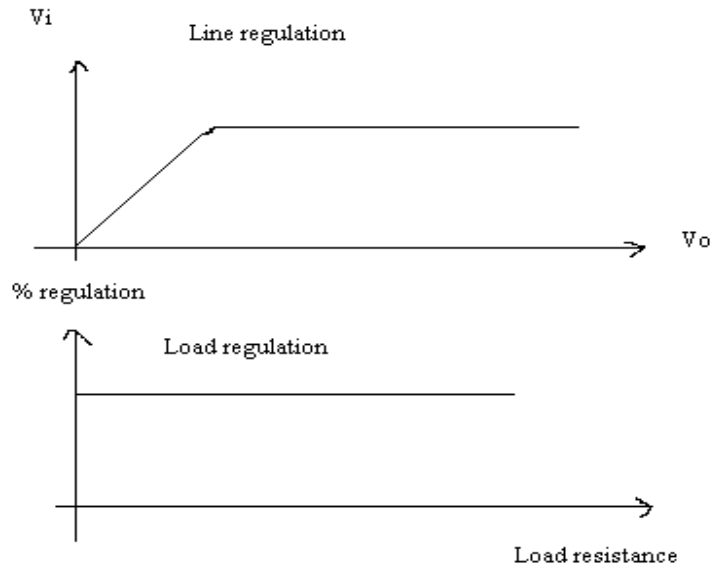 Vi
Line regulation
Vo
% regulation
Load regulation
Load resistance